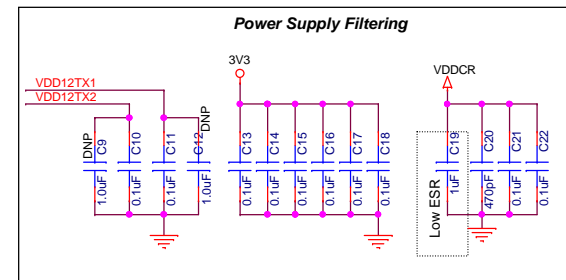 Power Supply Filtering
3V3
VDDCR
VDD12TX1
VDD12TX2
DNP
C9
1.0uF
C10
0.1uF
C11
0.1uF
DNP
C12
1.0uF
C13
0.1uF
C14
0.1uF
C15
0.1uF
C16
0.1uF
C17
0.1uF
C18
0.1uF
Low ESR
C19
1uF
C20
470pF
C21
0.1uF
C22
0.1uF